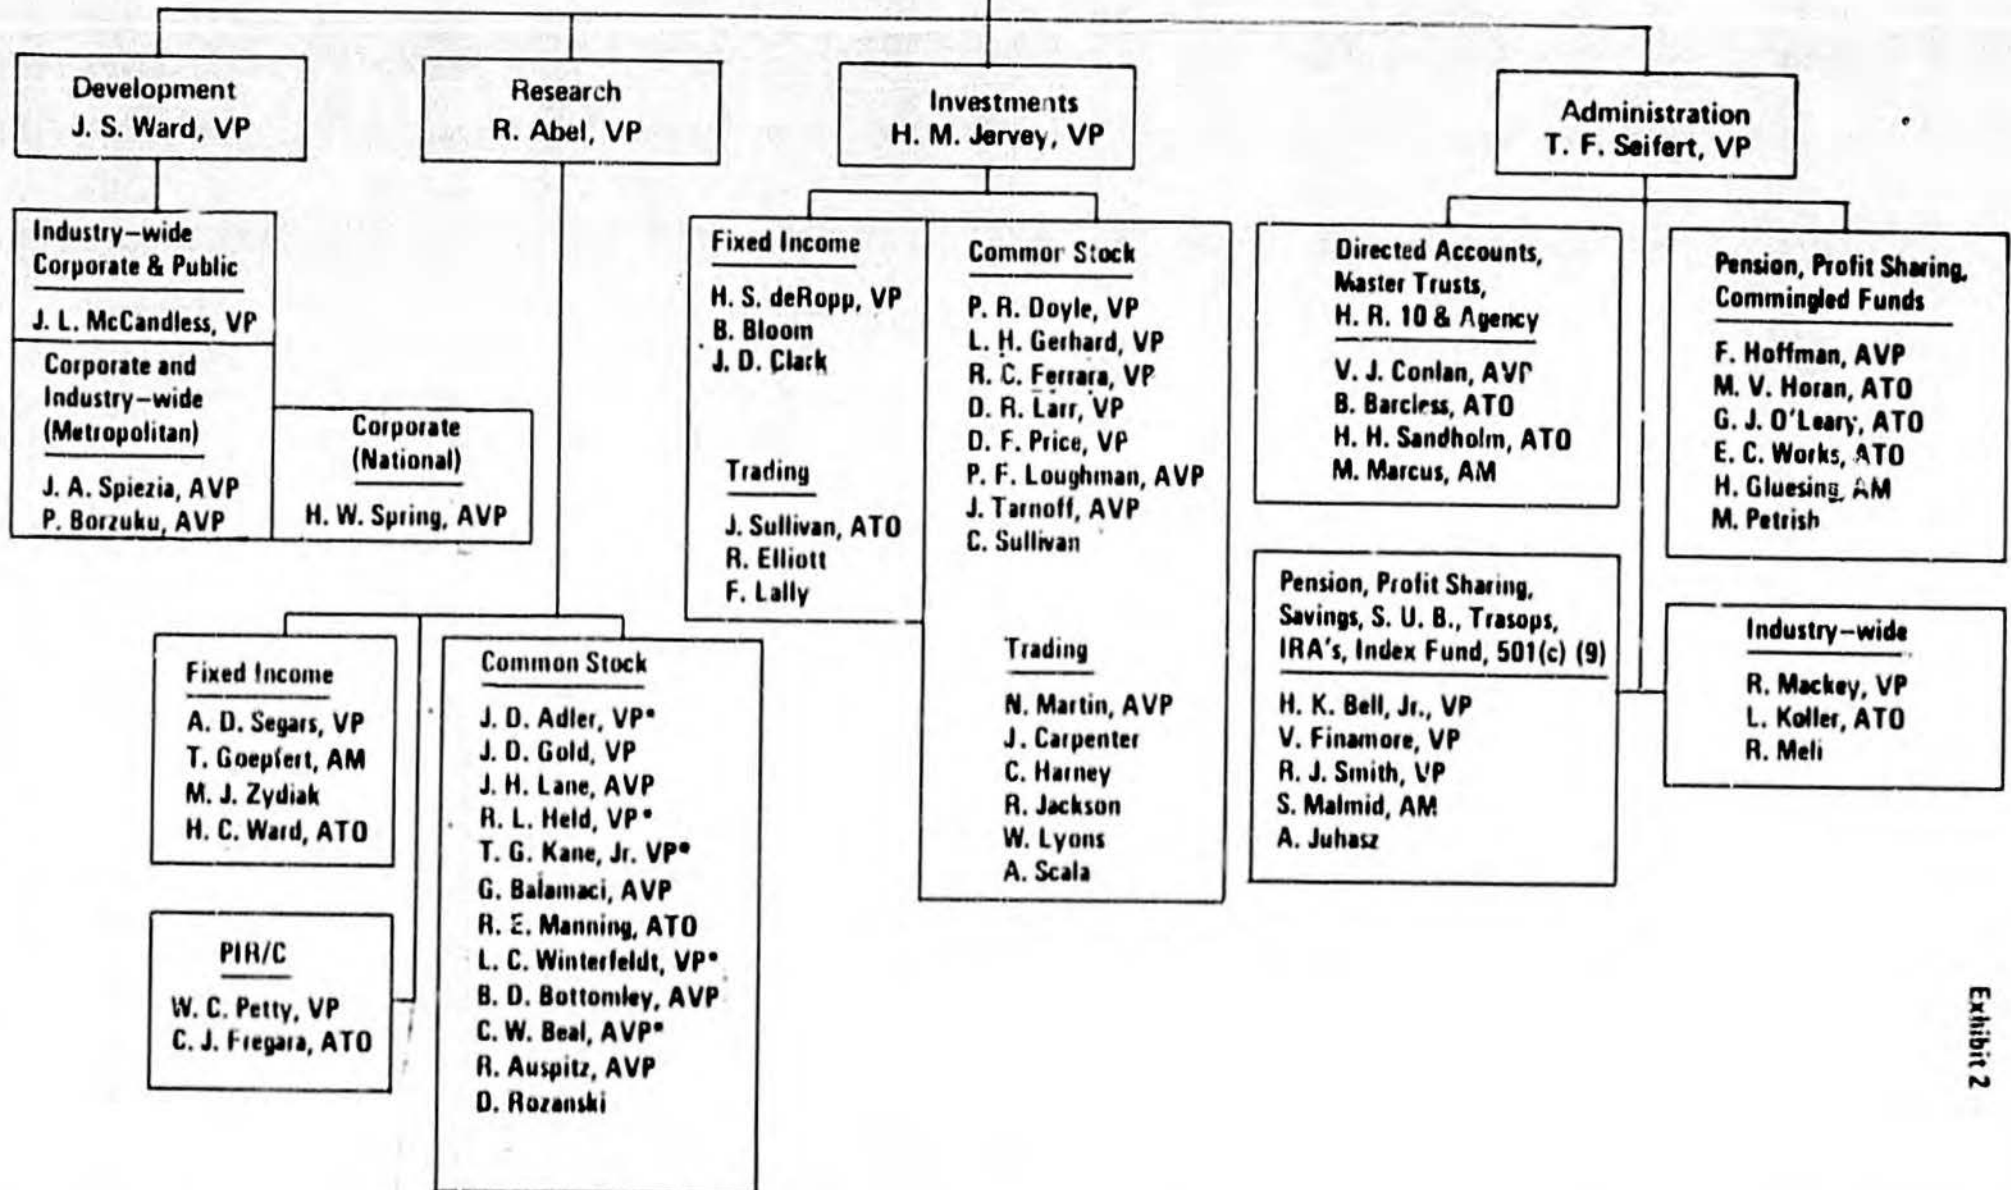 Development
J. S. Ward, VP
Research
R. Abel, VP
Investments
H. M. Jervey, VP
Administration
T. F. Seifert, VP
Industry-wide
Corporate & Public
J. L. McCandless, VP
Corporate and
Industry-wide
(Metropolitan)
J. A. Spiezia, AVP
P. Borzuku, AVP
Corporate
(National)
H. W. Spring, AVP
Fixed Income
A. D. Segars, VP
T. Goepfert, AM
M. J. Zydiak
H. C. Ward, ATO
PIR/C
W. C. Petty, VP
C. J. Fregara, ATO
Common Stock
J. D. Adler, VP*
J. D. Gold, VP
J. H. Lane, AVP
R. L. Held, VP*
T. G. Kane, Jr. VP*
G. Balamaci, AVP
R. E. Manning, ATO
L. C. Winterfeldt, VP*
B. D. Bottomley, AVP
C. W. Beal, AVP*
R. Auspitz, AVP
D. Rozanski
Fixed Income
H. S. deRopp, VP
B. Bloom
J. D. Clark
Trading
J. Sullivan, ATO
R. Elliott
F. Lally
Commor Stock
P. R. Doyle, VP
L. H. Gerhard, VP
R. C. Ferrara, VP
D. R. Larr, VP
D. F. Price, VP
P. F. Loughman, AVP
J. Tarnoff, AVP
C. Sullivan
Trading
N. Martin, AVP
J. Carpenter
C. Harney
R. Jackson
W. Lyons
A. Scala
Directed Accounts,
Master Trusts,
H. R. 10 & Agency
V. J. Conlan, AVP
B. Barcless, ATO
H. H. Sandholm, ATO
M. Marcus, AM
Pension, Profit Sharing,
Commingled Funds
F. Hoffman, AVP
M. V. Horan, ATO
G. J. O'Leary, ATO
E. C. Works, ATO
H. Gluesing, AM
M. Petrish
Pension, Profit Sharing,
Savings, S. U. B., Trasops,
IRA's, Index Fund, 501(c) (9)
H. K. Bell, Jr., VP
V. Finamore, VP
R. J. Smith, VP
S. Malmid, AM
A. Juhasz
Industry-wide
R. Mackey, VP
L. Koller, ATO
R. Meli
Exhibit 2